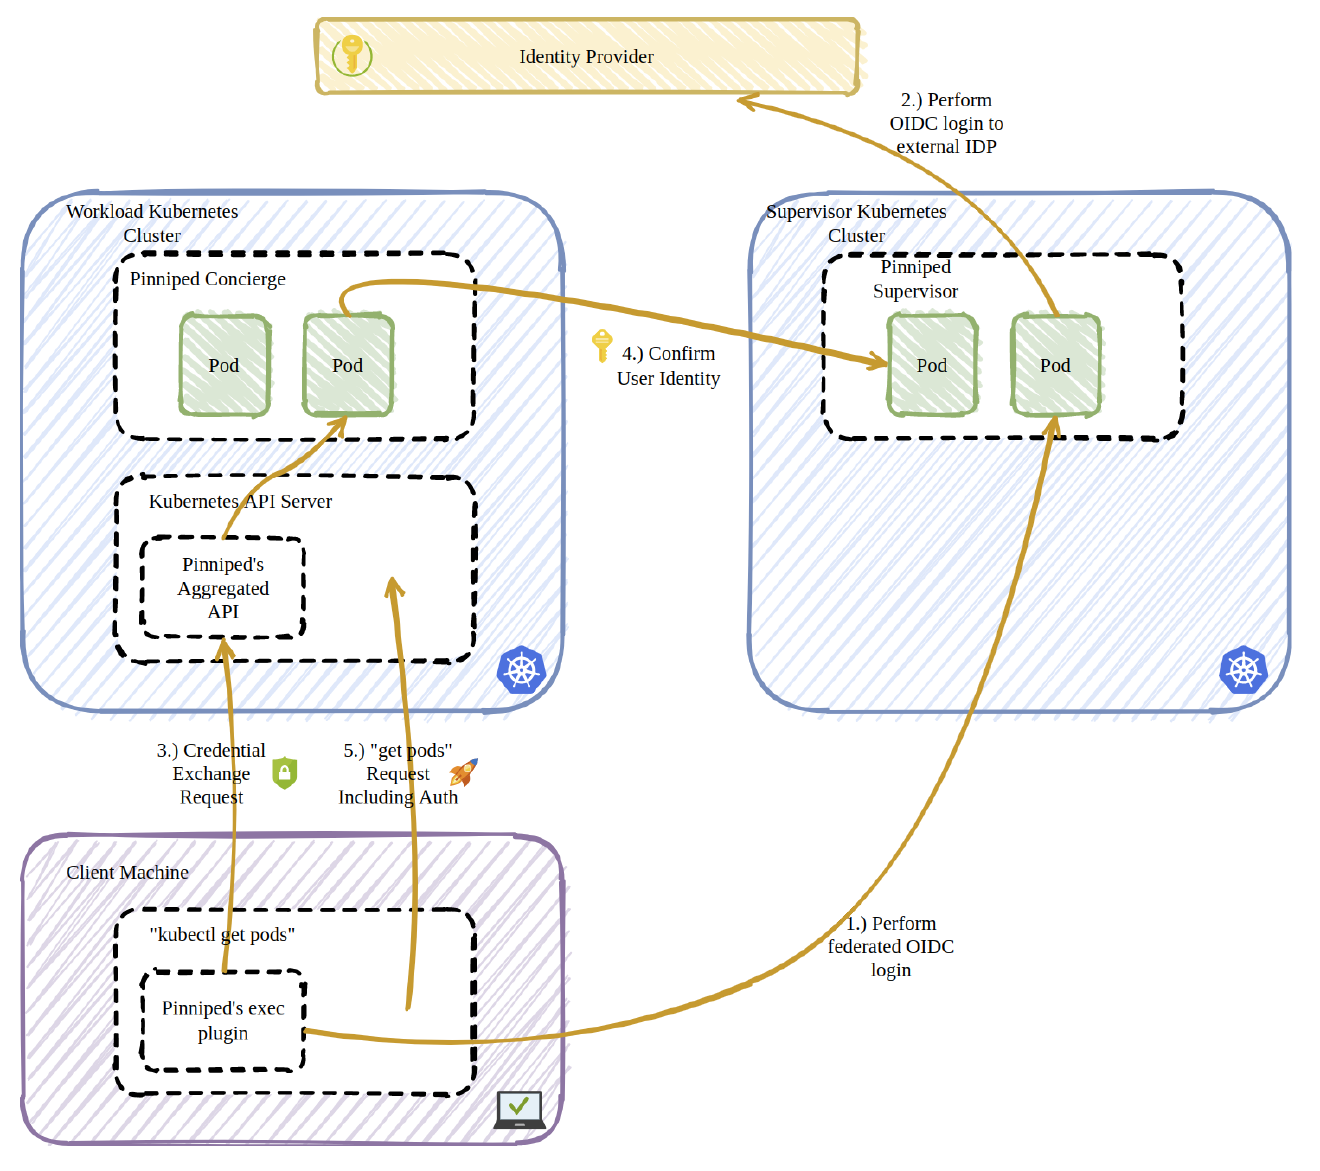 Identity Provider
2.) Perform
OIDC login to
external IDP
Workload Kubernetes
Cluster
Pinniped Concierge
Pod
Pod
4.) Confirm
User Identity
Supervisor Kubernetes
Cluster
Pinniped
Supervisor
Pod
Pod
Kubernetes API Server
Pinniped's
Aggregated
API
3.) Credential
Exchange
Request
5.) "get pods"
Request
Including Auth
Client Machine
"kubectl get pods"
Pinniped's exec
plugin
1.) Perform
federated OIDC
login